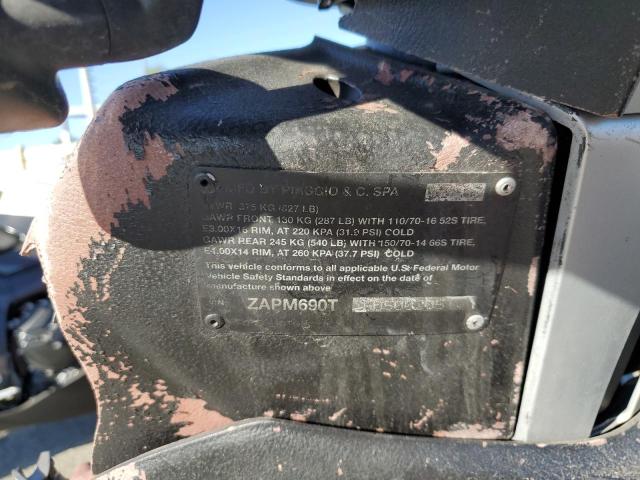 MFD BY PIAGGIO & C. SPA
GVWR 375 KG (827 LB)
GAWR FRONT 130 KG (287 LB) WITH 110/70-16 52S TIRE,
E3.00X16 RIM, AT 220 KPA (31.9 PSI) COLD
GAWR REAR 245 KG (540 LB) WITH 150/70-14 66S TIRE,
E4.00X14 RIM, AT 260 KPA (37.7 PSI) COLD
This vehicle conforms to all applicable U.S. Federal Motor
Vehicle Safety Standards in effect on the date of
manufacture shown above
VIN ZAPM690T